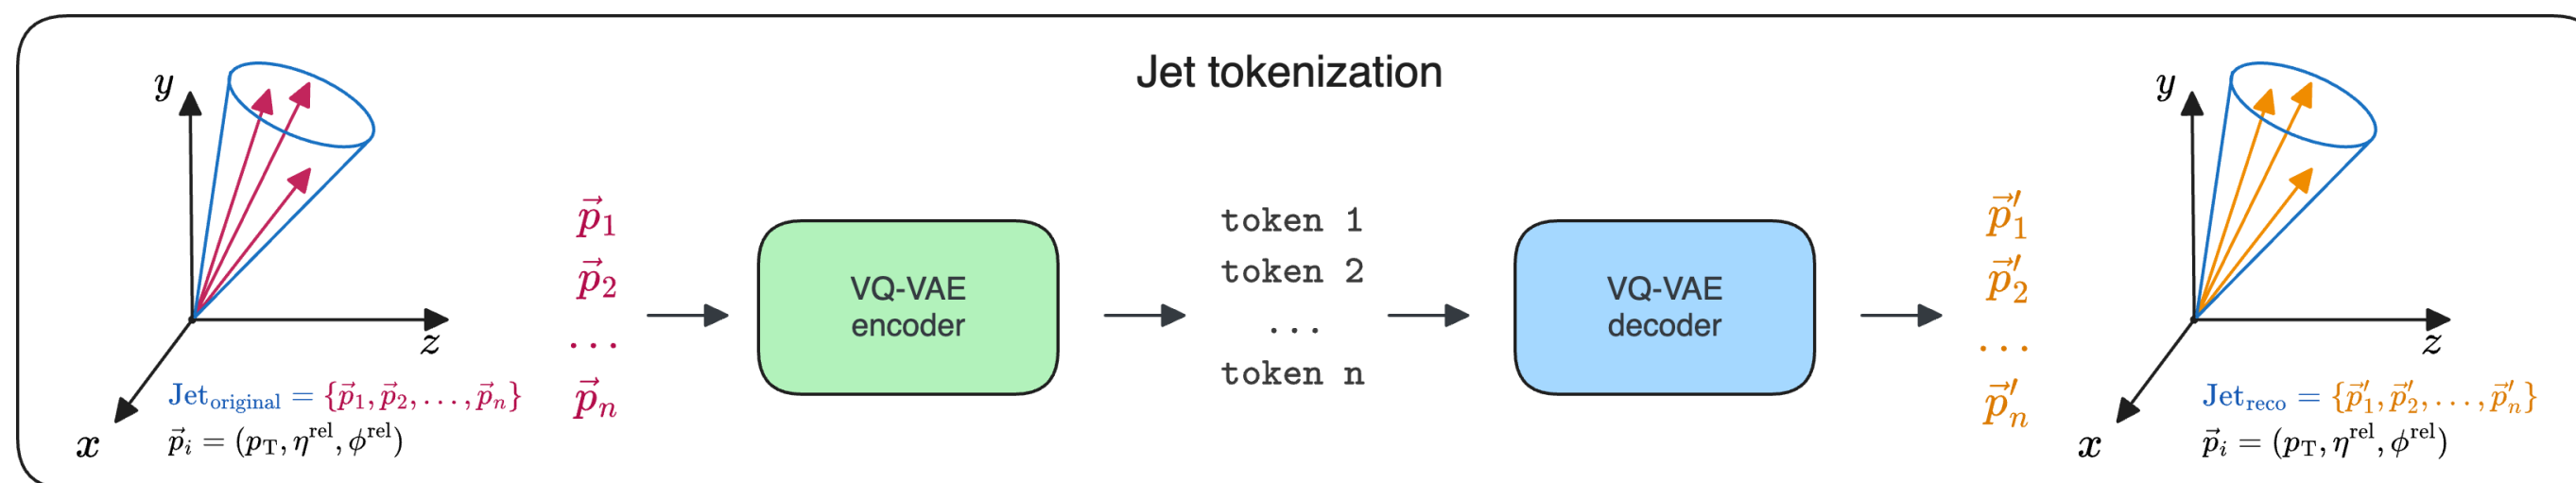 Jet tokenization
y
z
x
Jet_original = {p⃗_1, p⃗_2, . . . , p⃗_n}
p⃗_i = (p_T, η^rel, ϕ^rel)
p⃗_1
p⃗_2
. . .
p⃗_n
VQ-VAE
encoder
token 1
token 2
...
token n
VQ-VAE
decoder
p⃗′_1
p⃗′_2
. . .
p⃗′_n
y
z
x
Jet_reco = {p⃗′_1, p⃗′_2, . . . , p⃗′_n}
p⃗_i = (p_T, η^rel, ϕ^rel)